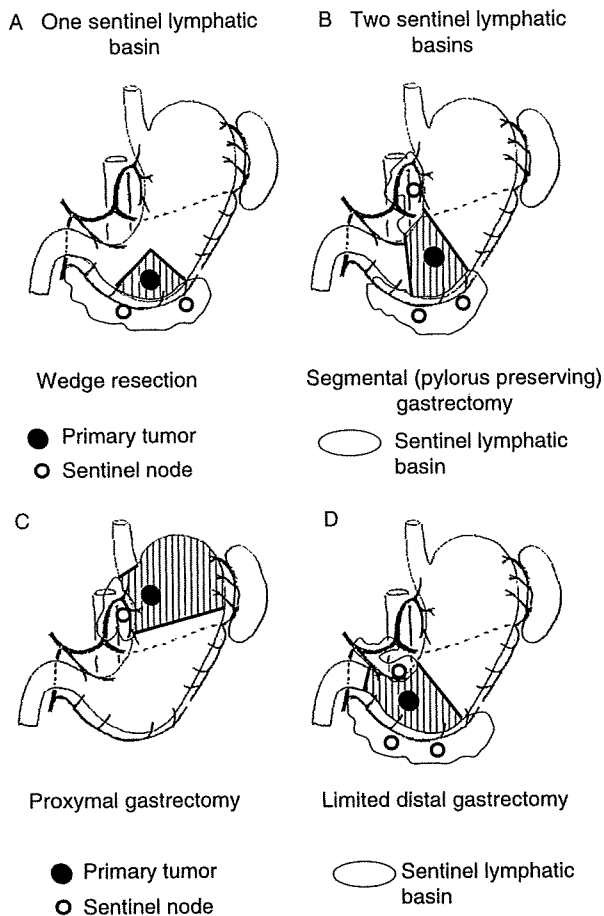 A One sentinel lymphatic
basin
B Two sentinel lymphatic
basins
Wedge resection
Segmental (pylorus preserving)
gastrectomy
Primary tumor
Sentinel node
Sentinel lymphatic
basin
C
D
Proxymal gastrectomy
Limited distal gastrectomy
Primary tumor
Sentinel node
Sentinel lymphatic
basin